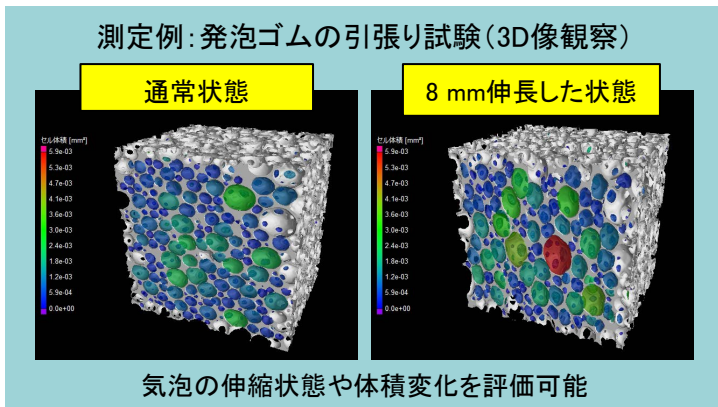 測定例:発泡ゴムの引張り試験(3D像観察)
通常状態
8 mm伸長した状態
セル体積 [mm³]
5.9e-03
5.3e-03
4.7e-03
4.1e-03
3.6e-03
3.0e-03
2.4e-03
1.8e-03
1.2e-03
5.9e-04
0.0e+00
セル体積 [mm³]
5.9e-03
5.3e-03
4.7e-03
4.1e-03
3.6e-03
3.0e-03
2.4e-03
1.8e-03
1.2e-03
5.9e-04
0.0e+00
気泡の伸縮状態や体積変化を評価可能